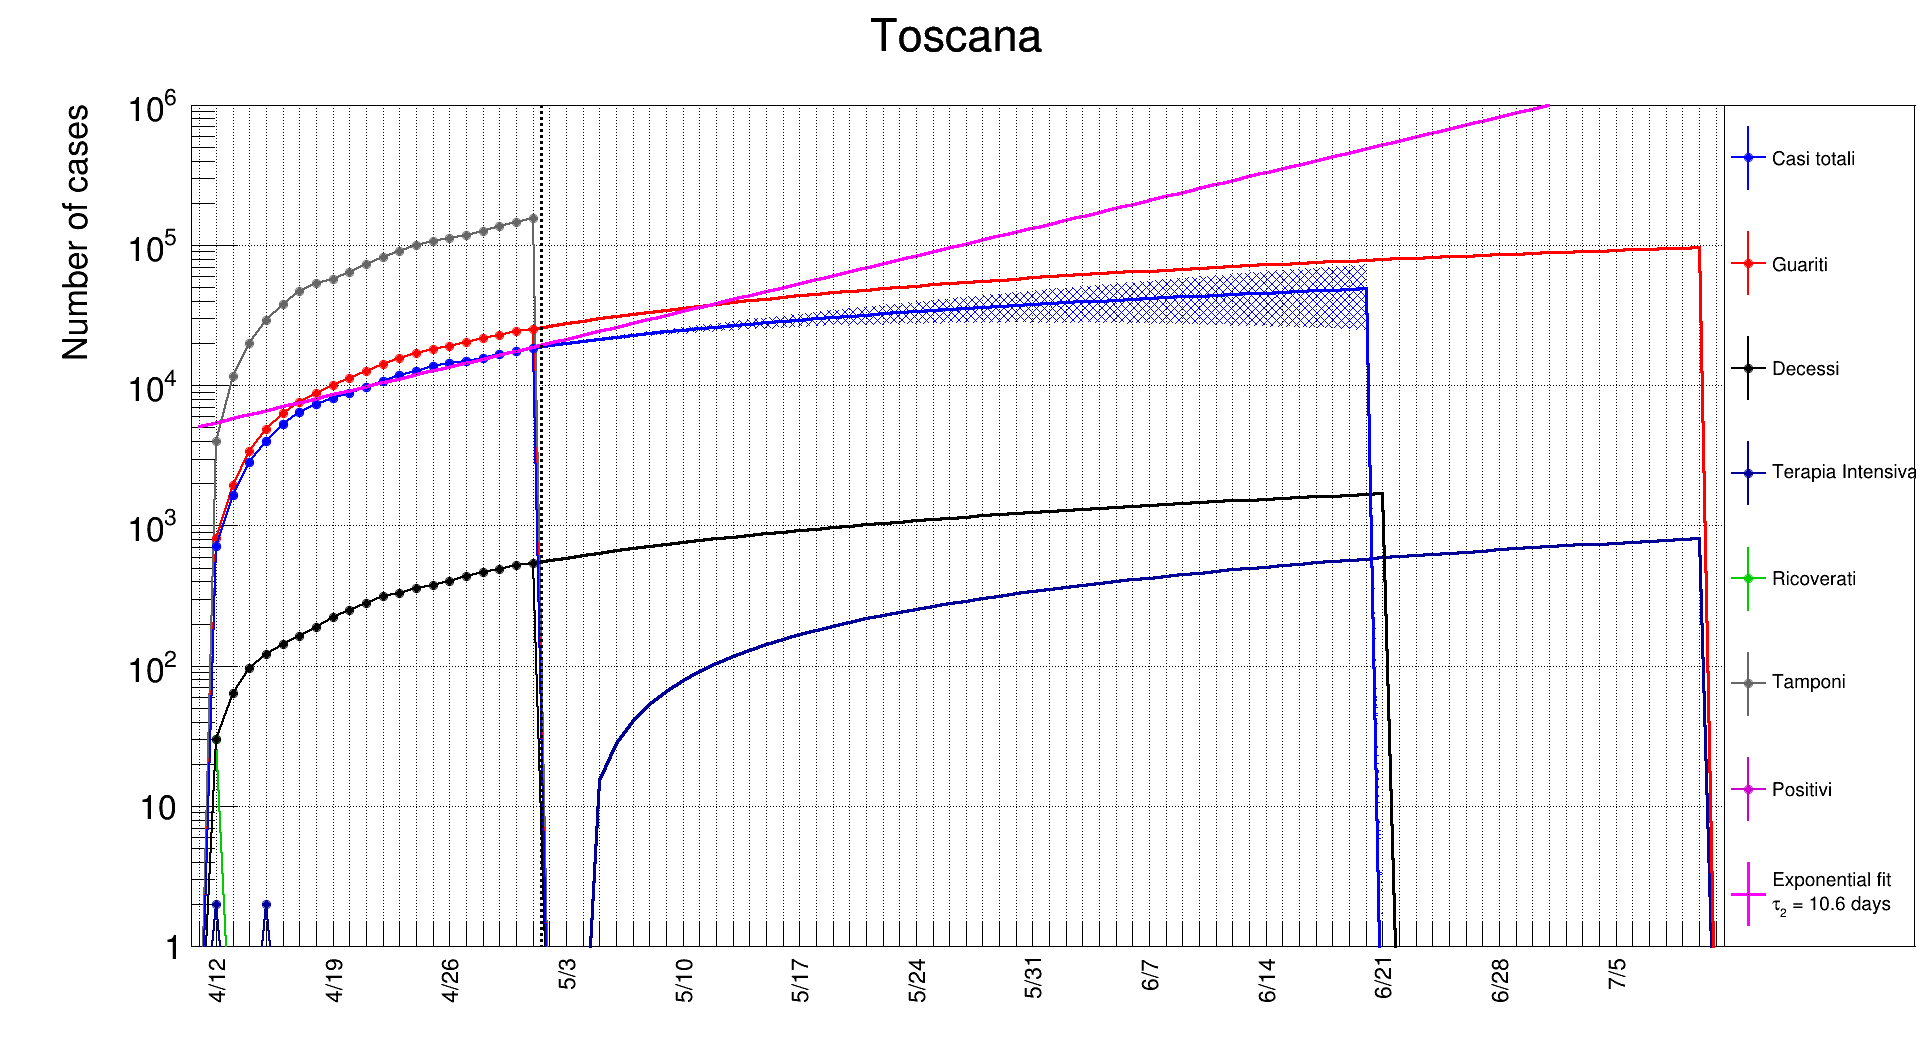 Toscana
Number of cases
10^6
10^5
10^4
10^3
10^2
10
1
4/12
4/19
4/26
5/3
5/10
5/17
5/24
5/31
6/7
6/14
6/21
6/28
7/5
Casi totali
Guariti
Decessi
Terapia Intensiva
Ricoverati
Tamponi
Positivi
Exponential fit
τ₂ = 10.6 days